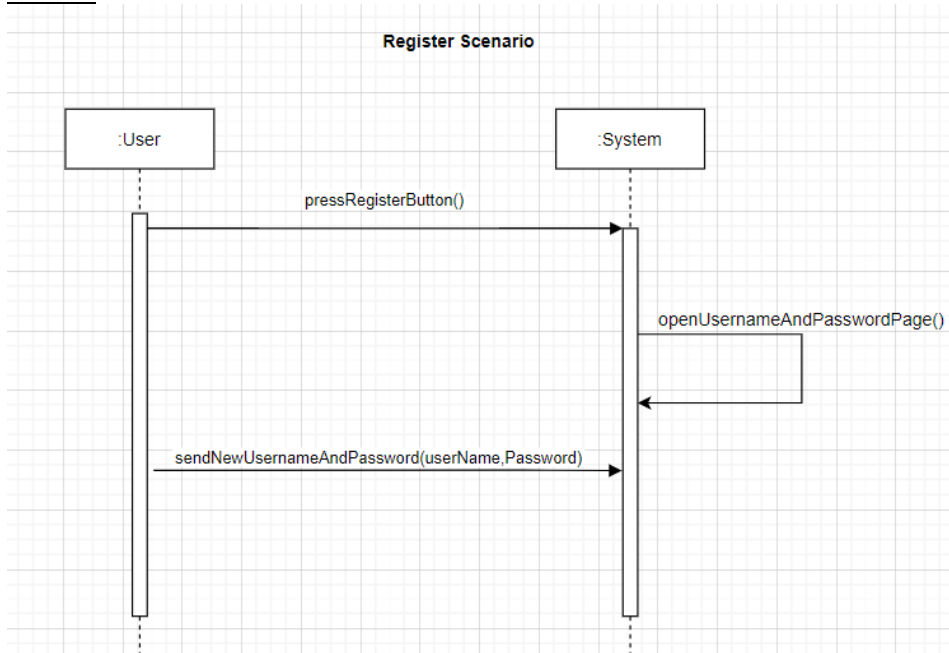 Register Scenario
:User
:System
pressRegisterButton()
openUsernameAndPasswordPage()
sendNewUsernameAndPassword(userName,Password)